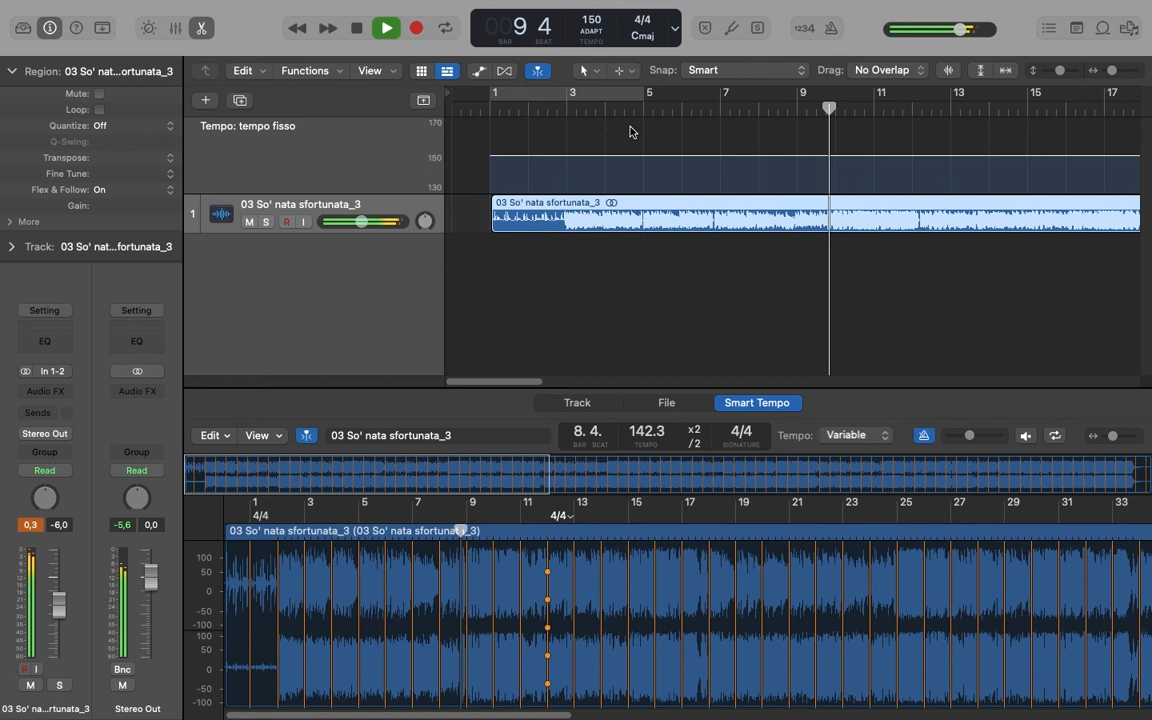 9 4
BAR BEAT
150
ADAPT
TEMPO
4/4
Cmaj
1234
Region: 03 So' nat...ortunata_3
Mute:
Loop:
Quantize: Off
Q-Swing:
Transpose:
Fine Tune:
Flex & Follow: On
Gain:
More
Track: 03 So' nat...fortunata_3
Edit Functions View
Snap: Smart
Drag: No Overlap
1 3 5 7 9 11 13 15 17
Tempo: tempo fisso
170
150
130
1
03 So' nata sfortunata_3
M S R I
03 So' nata sfortunata_3
Setting Setting
EQ EQ
In 1-2
Audio FX Audio FX
Sends
Stereo Out
Group Group
Read Read
0,3 -6,0 -5,6 0,0
R I Bnc
M S M
03 So' na...rtunata_3 Stereo Out
Track File Smart Tempo
Edit View
03 So' nata sfortunata_3
8. 4.
BAR BEAT
142.3
TEMPO
x2
/2
4/4
SIGNATURE
Tempo: Variable
1 3 5 7 9 11 13 15 17 19 21 23 25 27 29 31 33
4/4 4/4
03 So' nata sfortunata_3 (03 So' nata sfortunata_3)
100
50
0
-50
-100
100
50
0
-50
-100